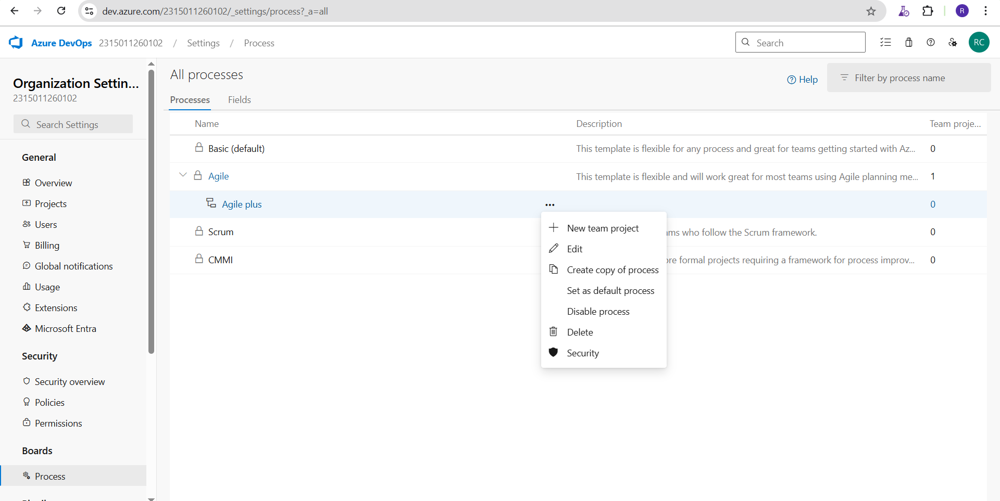 dev.azure.com/2315011260102/_settings/process?_a=all
R
Azure DevOps 2315011260102 / Settings / Process
Search
RC
Organization Settin...
2315011260102
Search Settings
General
Overview
Projects
Users
Billing
Global notifications
Usage
Extensions
Microsoft Entra
Security
Security overview
Policies
Permissions
Boards
Process
All processes
Help
Filter by process name
Processes Fields
Name Description Team proje...
Basic (default) This template is flexible for any process and great for teams getting started with Az... 0
Agile This template is flexible and will work great for most teams using Agile planning me... 1
Agile plus ... 0
Scrum who follow the Scrum framework. 0
CMMI formal projects requiring a framework for process improv... 0
New team project
Edit
Create copy of process
Set as default process
Disable process
Delete
Security